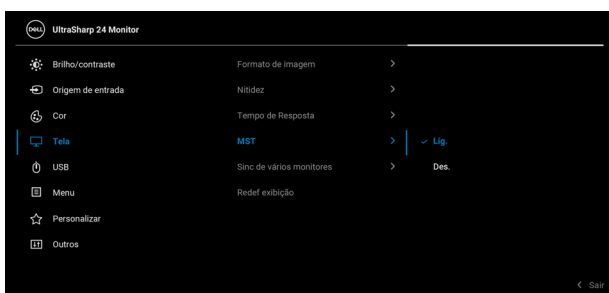 DELL UltraSharp 24 Monitor
Brilho/contraste Formato de imagem
Origem de entrada Nitidez
Cor Tempo de Resposta
Tela MST Lig.
USB Sinc de vários monitores Des.
Menu Redef exibição
Personalizar
Outros
Sair